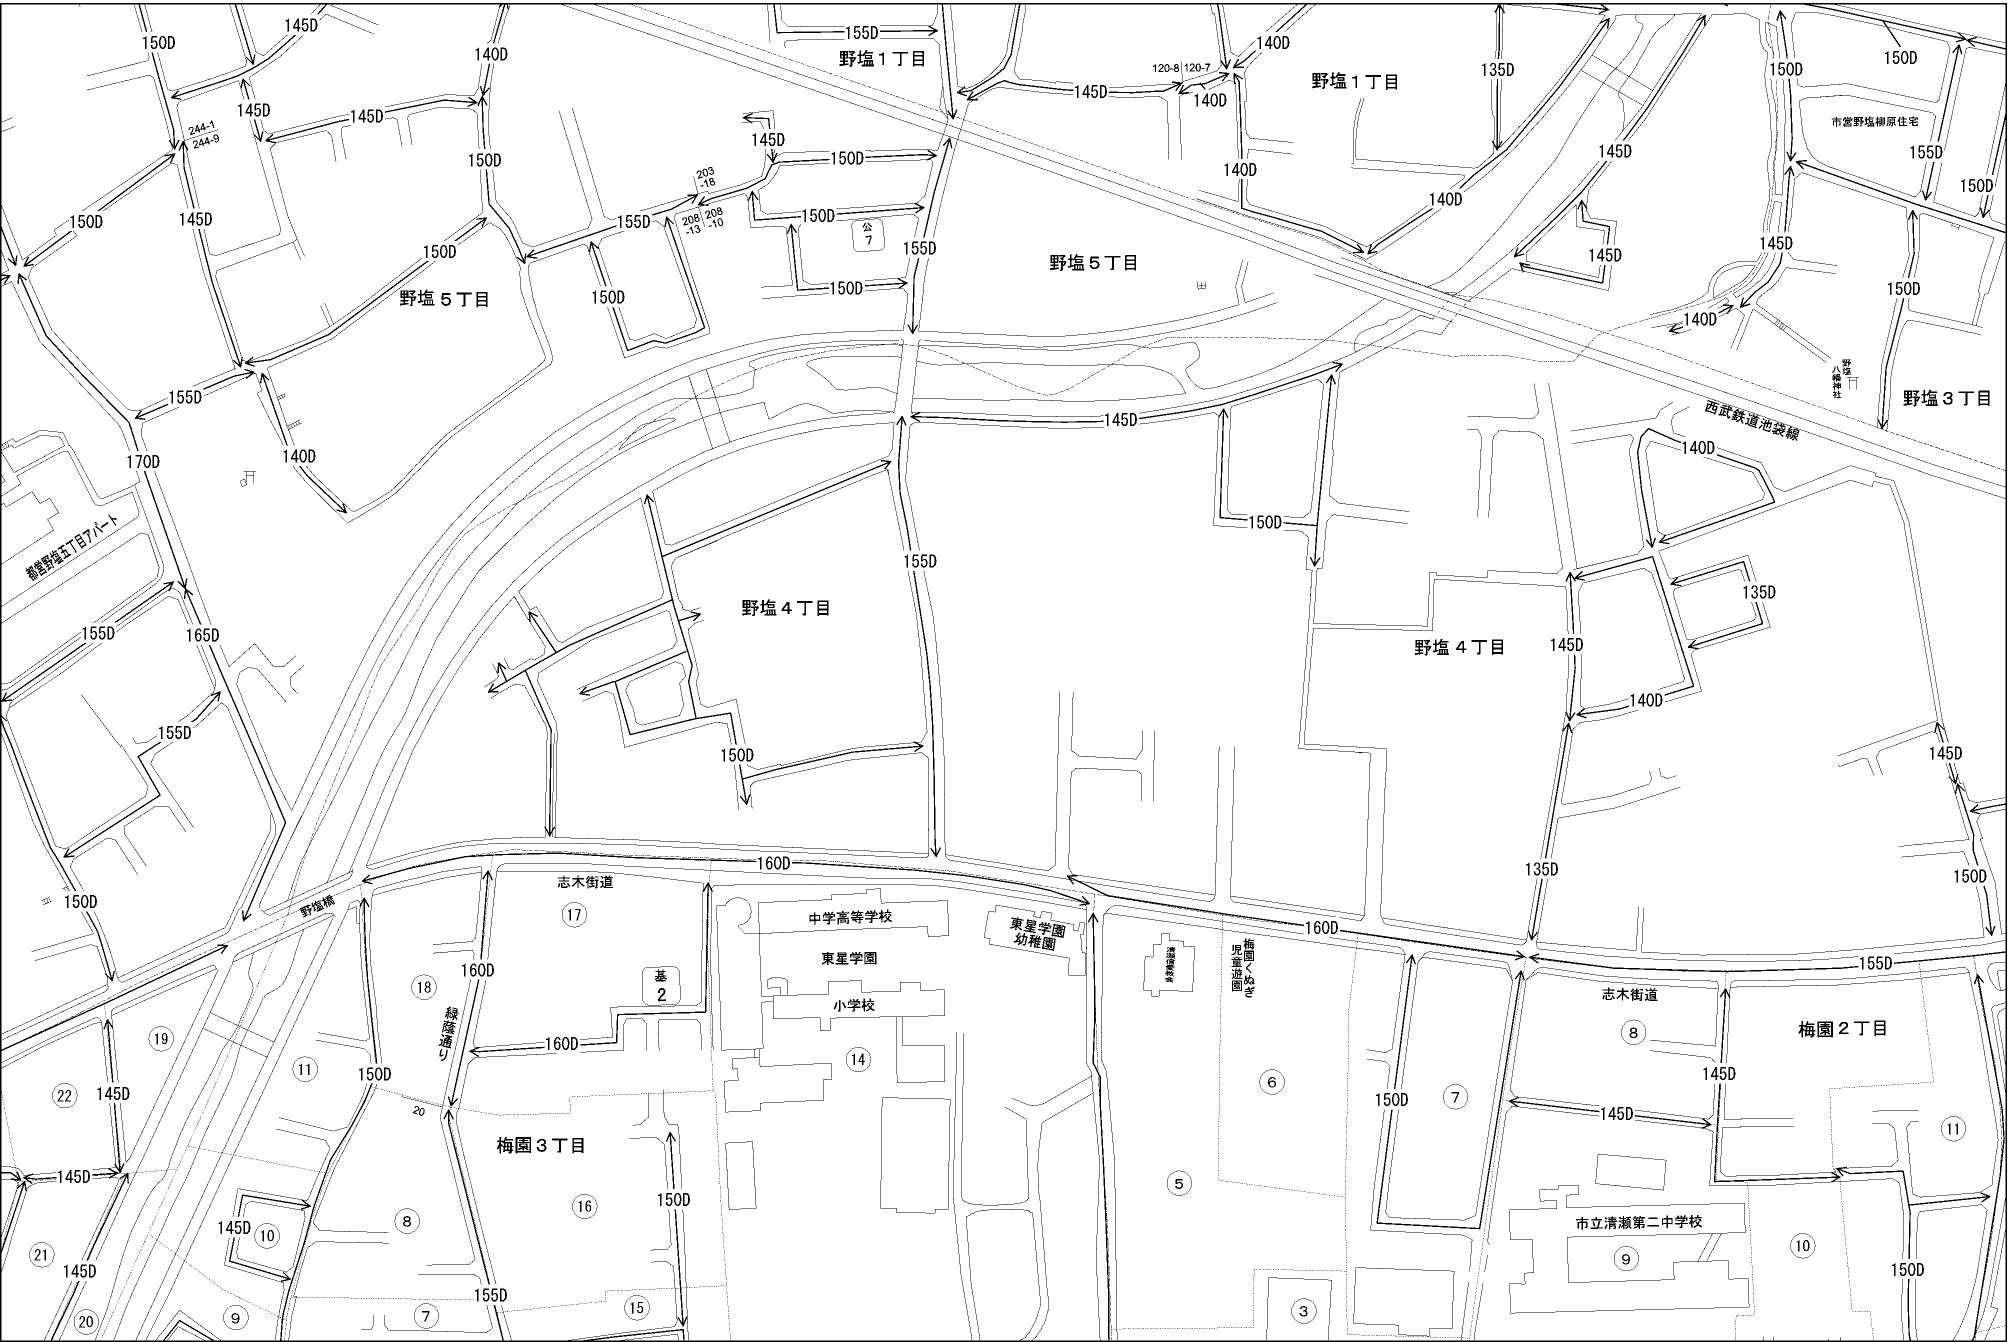 150D
145D
140D
155D
野塩１丁目
120-8
120-7
140D
140D
145D
野塩１丁目
135D
150D
150D
市営野塩柳原住宅
155D
150D
145D
145D
244-1
244-9
150D
145D
150D
203
-18
155D
208
-13
208
-10
150D
公
7
155D
140D
140D
145D
150D
145D
150D
150D
野塩５丁目
150D
150D
野塩５丁目
145D
145D
150D
140D
155D
140D
170D
145D
150D
野塩
八幡神社
野塩３丁目
西武鉄道池袋線
140D
都営野塩五丁目アパート
155D
165D
155D
155D
野塩４丁目
150D
135D
145D
野塩４丁目
140D
145D
150D
135D
150D
160D
志木街道
野塩橋
17
中学高等学校
東星学園
小学校
東星学園
幼稚園
清瀬信愛教会
梅園くぬぎ
児童遊園
160D
155D
志木街道
18
160D
緑蔭通り
基
2
160D
19
11
150D
14
6
150D
7
8
145D
梅園２丁目
22
145D
20
145D
11
梅園３丁目
145D
150D
16
5
145D
10
8
市立清瀬第二中学校
9
10
21
145D
155D
150D
20
9
7
15
3